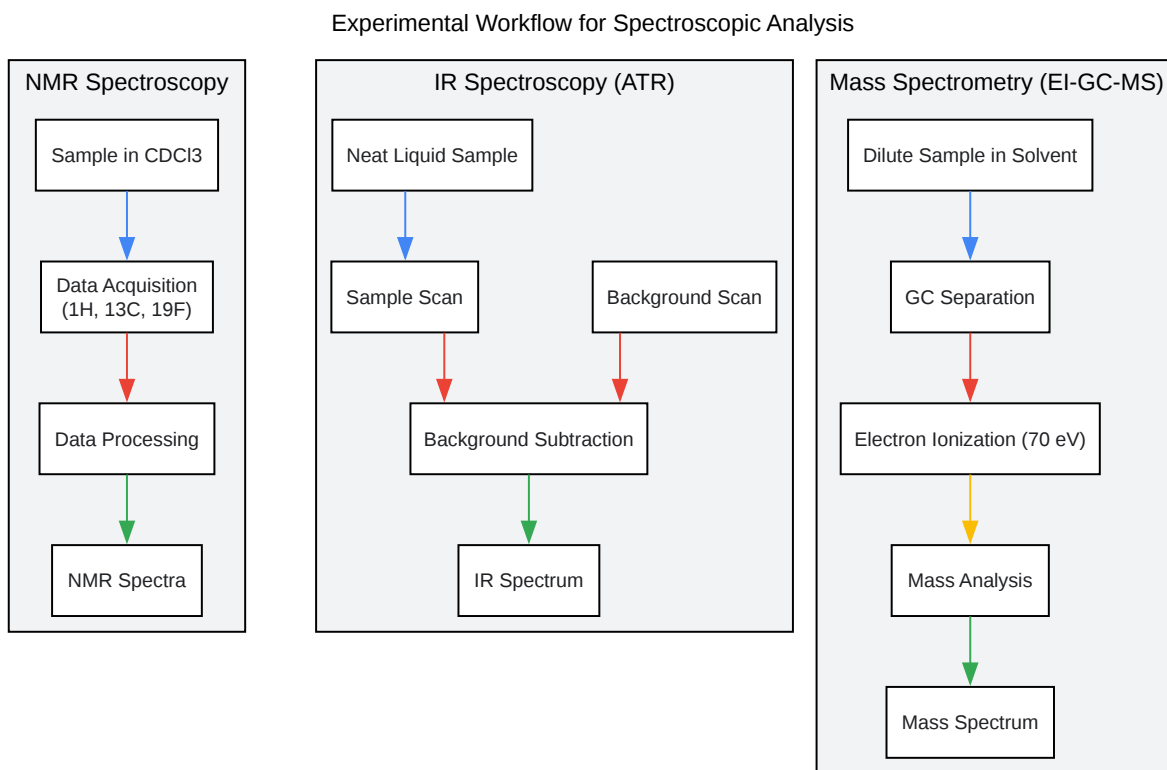 Experimental Workflow for Spectroscopic Analysis
NMR Spectroscopy
Sample in CDCl3
Data Acquisition
(1H, 13C, 19F)
Data Processing
NMR Spectra
IR Spectroscopy (ATR)
Neat Liquid Sample
Sample Scan
Background Scan
Background Subtraction
IR Spectrum
Mass Spectrometry (EI-GC-MS)
Dilute Sample in Solvent
GC Separation
Electron Ionization (70 eV)
Mass Analysis
Mass Spectrum